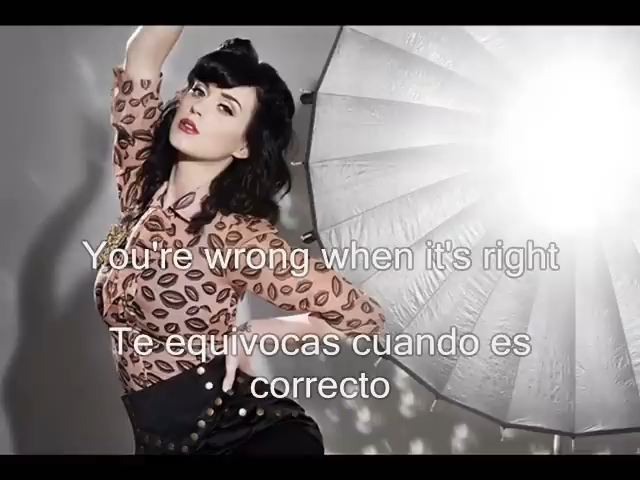 You're wrong when it's right
Te equivocas cuando es
correcto